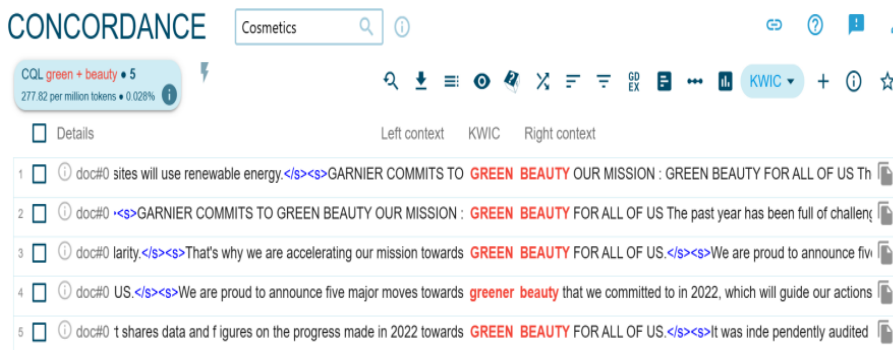 CONCORDANCE Cosmetics
CQL green + beauty • 5
277.82 per million tokens • 0.028%
GD EX KWIC
Details Left context KWIC Right context
1 doc#0 sites will use renewable energy.</s><s>GARNIER COMMITS TO GREEN BEAUTY OUR MISSION : GREEN BEAUTY FOR ALL OF US Th
2 doc#0 <s>GARNIER COMMITS TO GREEN BEAUTY OUR MISSION : GREEN BEAUTY FOR ALL OF US The past year has been full of challeng
3 doc#0 larity.</s><s>That's why we are accelerating our mission towards GREEN BEAUTY FOR ALL OF US.</s><s>We are proud to announce five
4 doc#0 US.</s><s>We are proud to announce five major moves towards greener beauty that we committed to in 2022, which will guide our actions
5 doc#0 t shares data and f igures on the progress made in 2022 towards GREEN BEAUTY FOR ALL OF US.</s><s>It was inde pendently audited